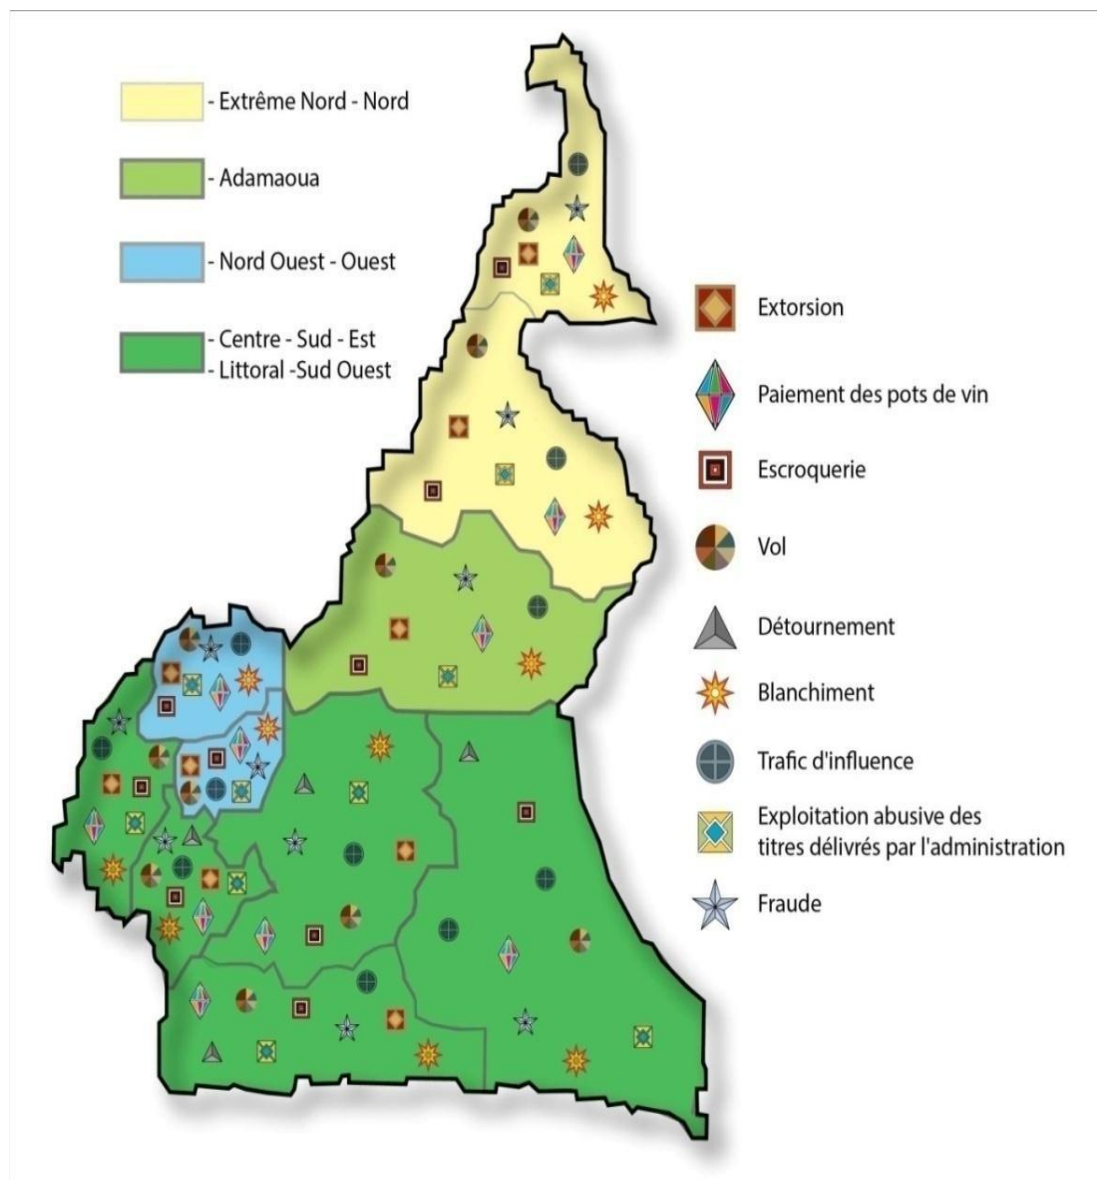 - Extrême Nord - Nord
- Adamaoua
- Nord Ouest - Ouest
- Centre - Sud - Est
- Littoral -Sud Ouest
Extorsion
Paiement des pots de vin
Escroquerie
Vol
Détournement
Blanchiment
Trafic d'influence
Exploitation abusive des
titres délivrés par l'administration
Fraude